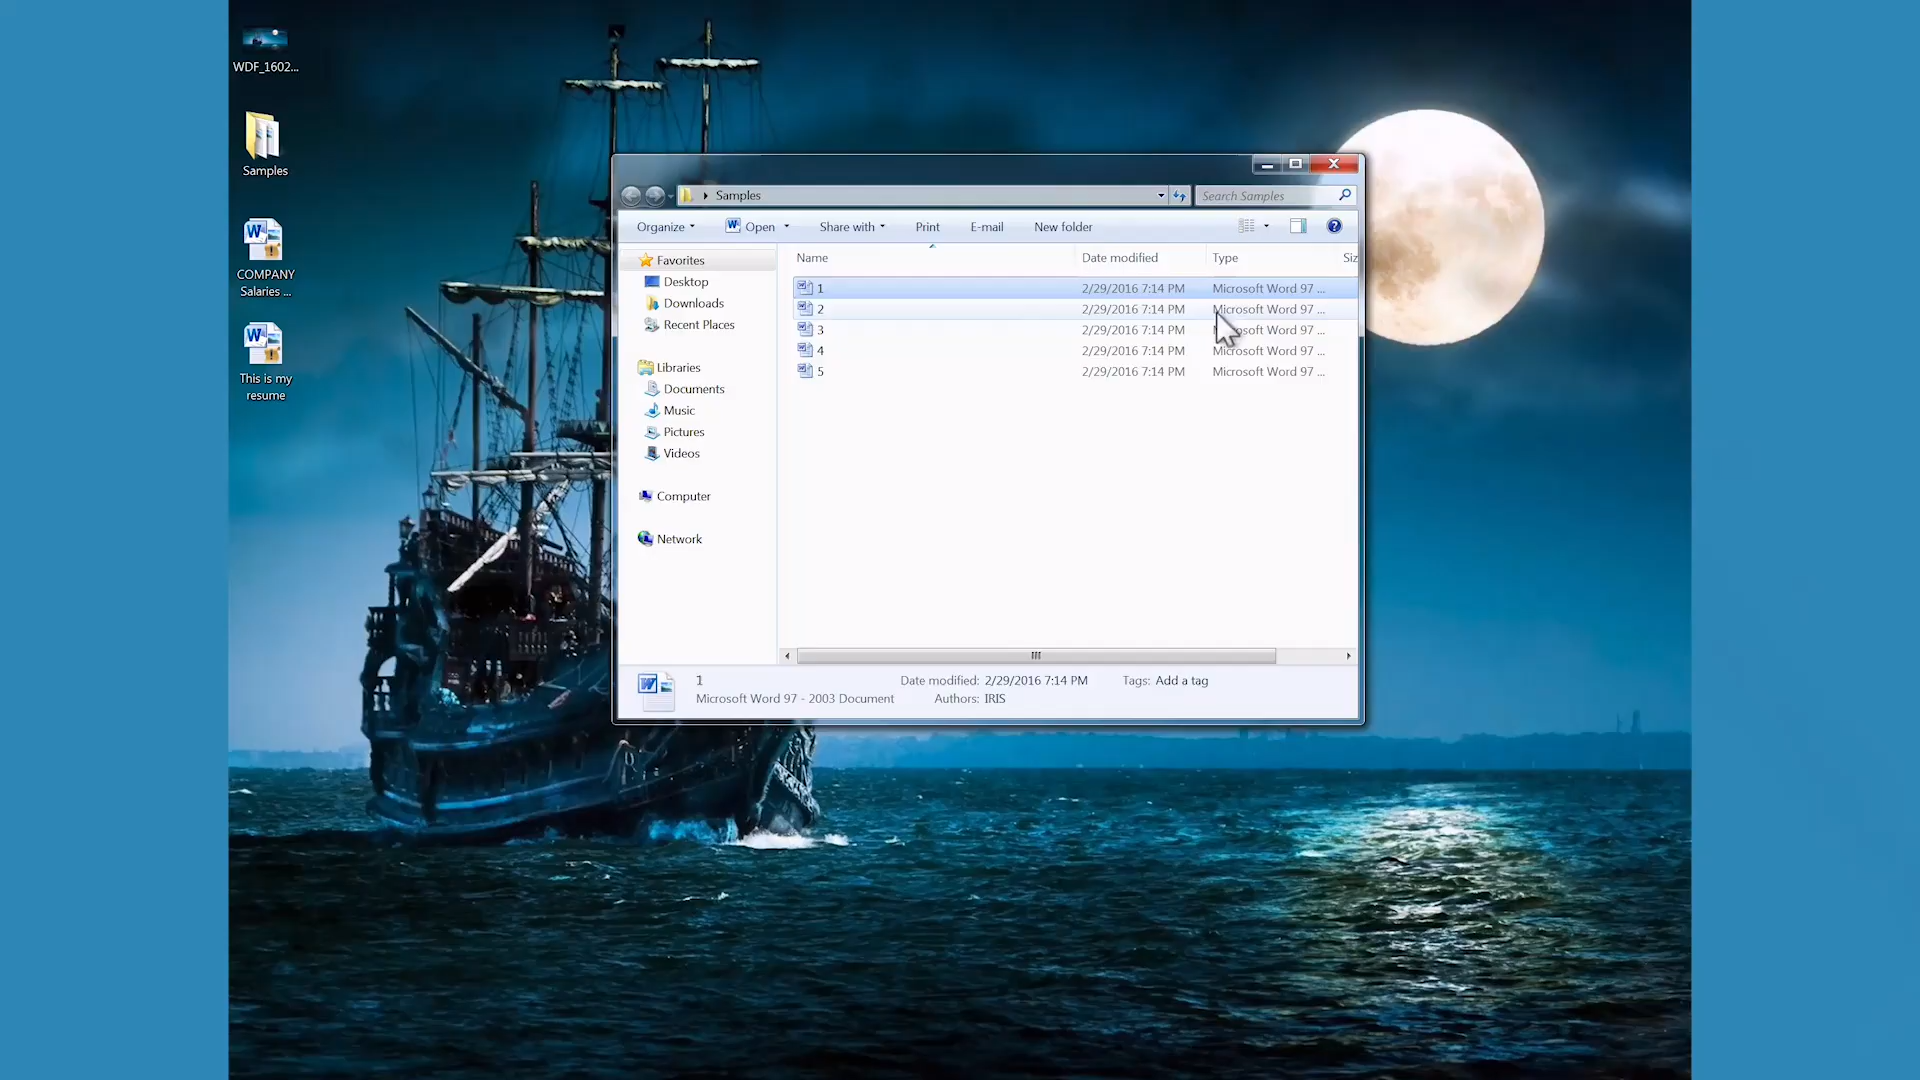 WDF_1602...
Samples
COMPANY
Salaries ...
This is my
resume
Samples
Search Samples
Organize
Open
Share with
Print
E-mail
New folder
Name
Date modified
Type
Siz
1
2/29/2016 7:14 PM
Microsoft Word 97 ...
2
2/29/2016 7:14 PM
Microsoft Word 97 ...
3
2/29/2016 7:14 PM
Microsoft Word 97 ...
4
2/29/2016 7:14 PM
Microsoft Word 97 ...
5
2/29/2016 7:14 PM
Microsoft Word 97 ...
Favorites
Desktop
Downloads
Recent Places
Libraries
Documents
Music
Pictures
Videos
Computer
Network
1
Microsoft Word 97 - 2003 Document
Date modified: 2/29/2016 7:14 PM
Authors: IRIS
Tags: Add a tag